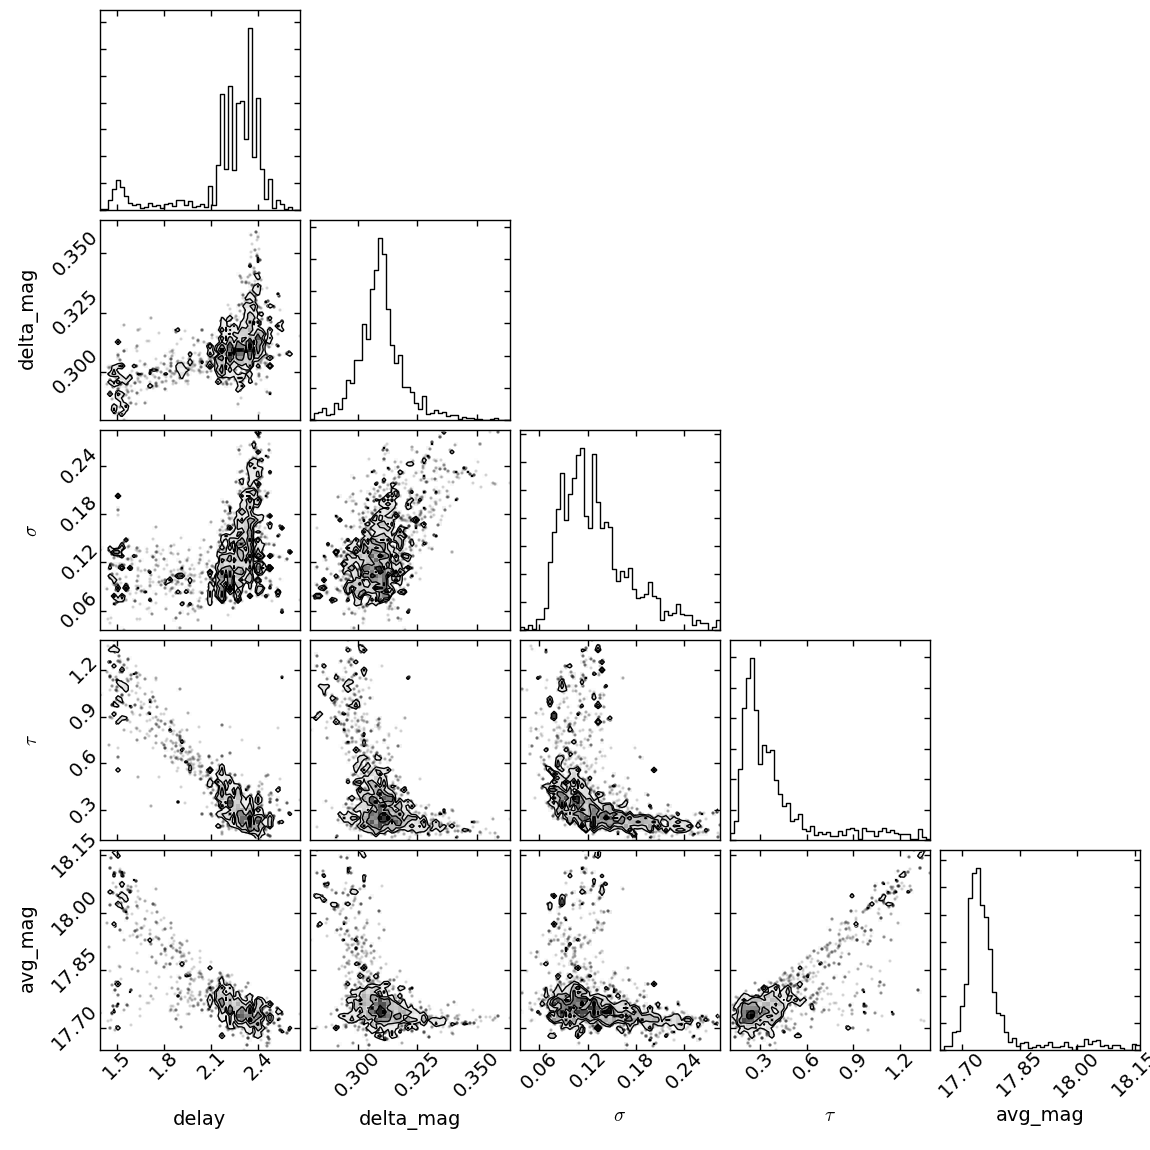 delta_mag
0.350
0.325
0.300
σ
0.24
0.18
0.12
0.06
τ
1.2
0.9
0.6
0.3
avg_mag
18.15
18.00
17.85
17.70
1.5 1.8 2.1 2.4
0.300 0.325 0.350
0.06 0.12 0.18 0.24
0.3 0.6 0.9 1.2
17.70 17.85 18.00 18.15
delay delta_mag σ τ avg_mag